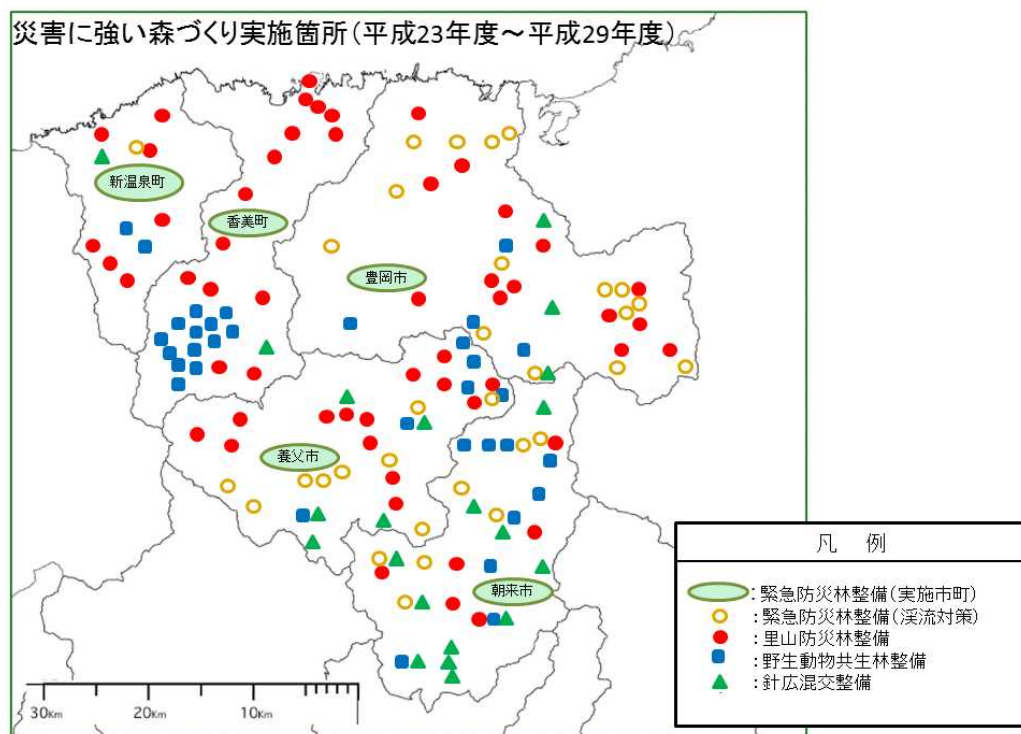 災害に強い森づくり実施箇所(平成23年度～平成29年度)
新温泉町
香美町
豊岡市
養父市
朝来市
30Km 20Km 10Km
凡 例
:緊急防災林整備(実施市町)
:緊急防災林整備(渓流対策)
:里山防災林整備
:野生動物共生林整備
:針広混交整備